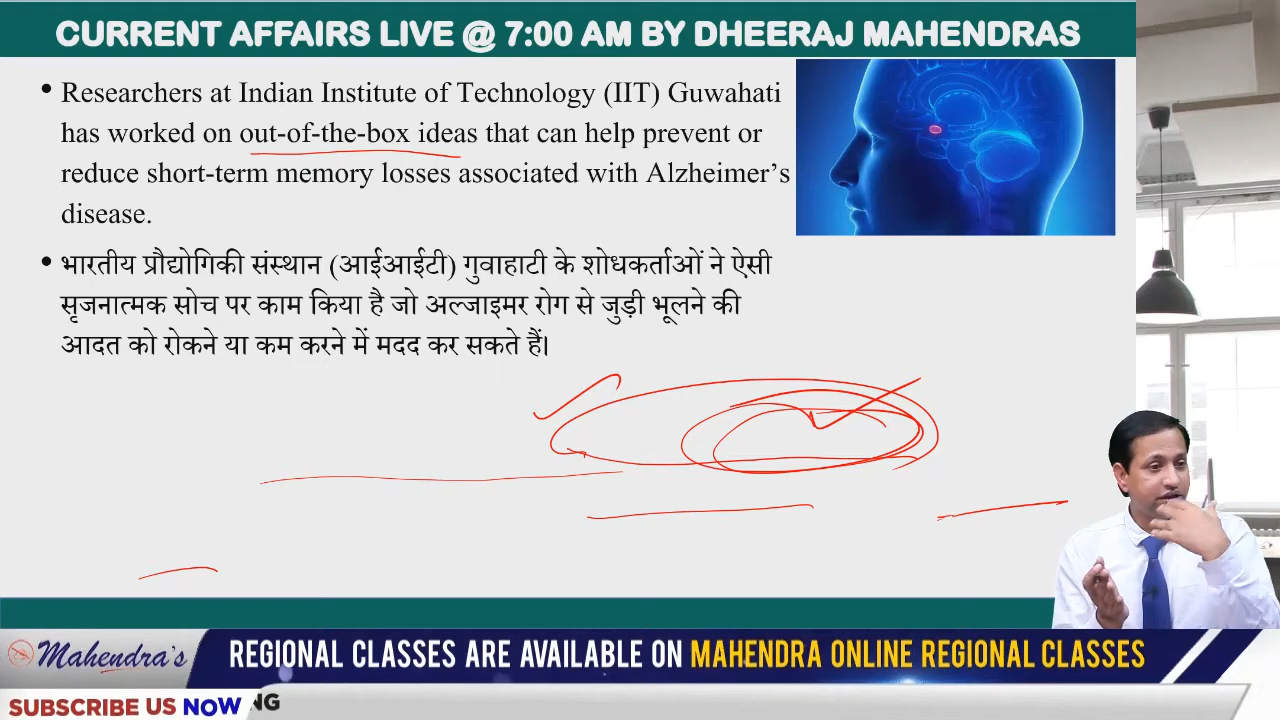 CURRENT AFFAIRS LIVE @ 7:00 AM BY DHEERAJ MAHENDRAS
• Researchers at Indian Institute of Technology (IIT) Guwahati
has worked on out-of-the-box ideas that can help prevent or
reduce short-term memory losses associated with Alzheimer's
disease.
• भारतीय प्रौद्योगिकी संस्थान (आईआईटी) गुवाहाटी के शोधकर्ताओं ने ऐसी
सृजनात्मक सोच पर काम किया है जो अल्जाइमर रोग से जुड़ी भूलने की
आदत को रोकने या कम करने में मदद कर सकते हैं।
Mahendra's
REGIONAL CLASSES ARE AVAILABLE ON MAHENDRA ONLINE REGIONAL CLASSES
SUBSCRIBE US NOW